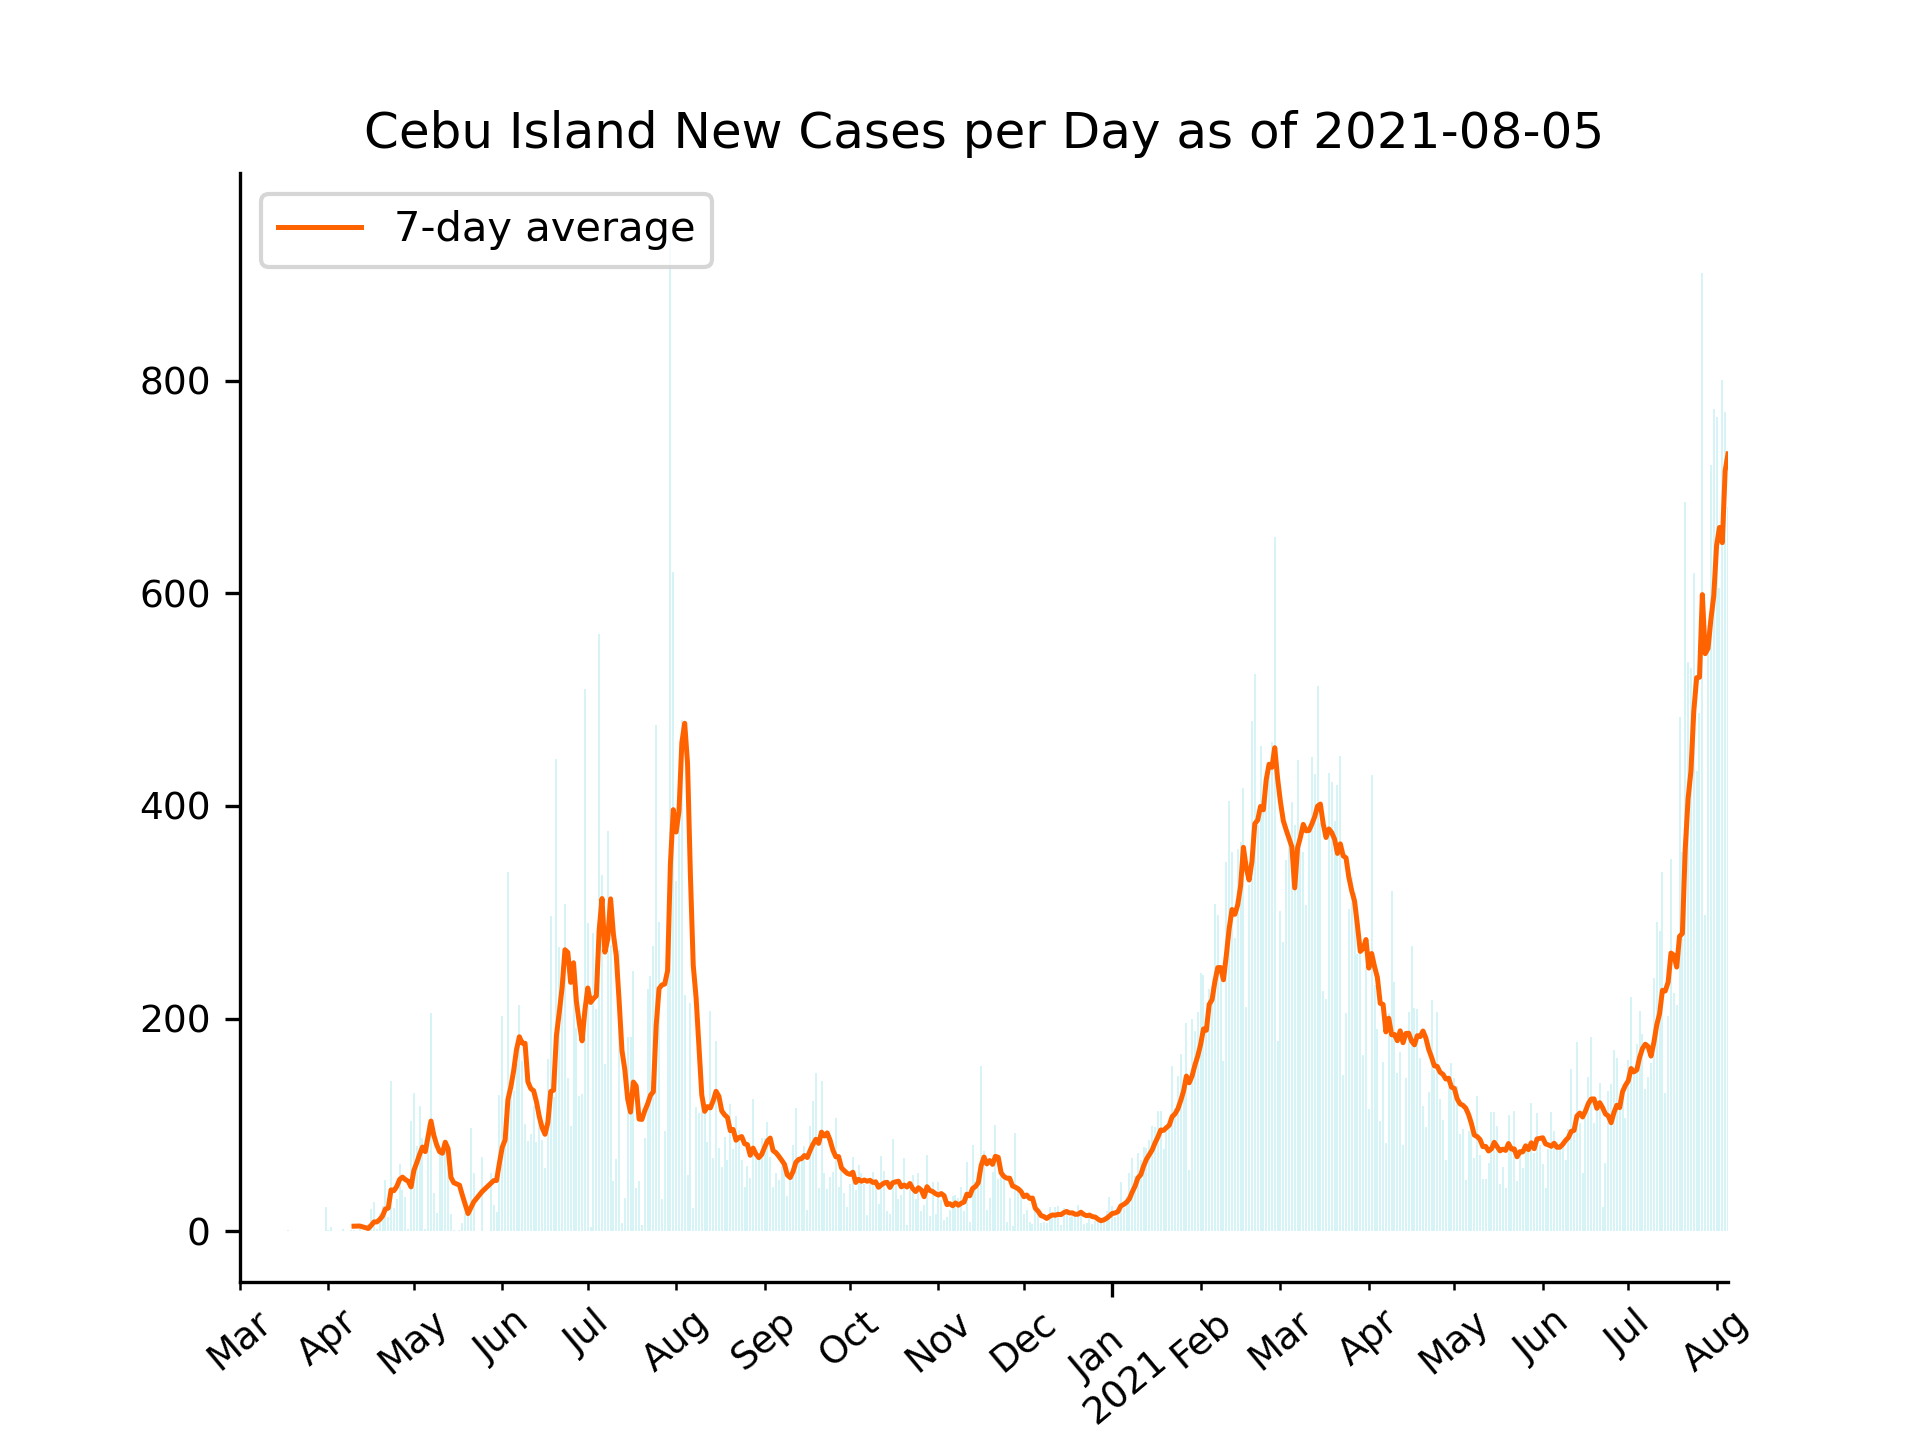 Cebu Island New Cases per Day as of 2021-08-05
7-day average
800
600
400
200
0
Mar Apr May Jun Jul Aug Sep Oct Nov Dec Jan Feb Mar Apr May Jun Jul Aug
2021